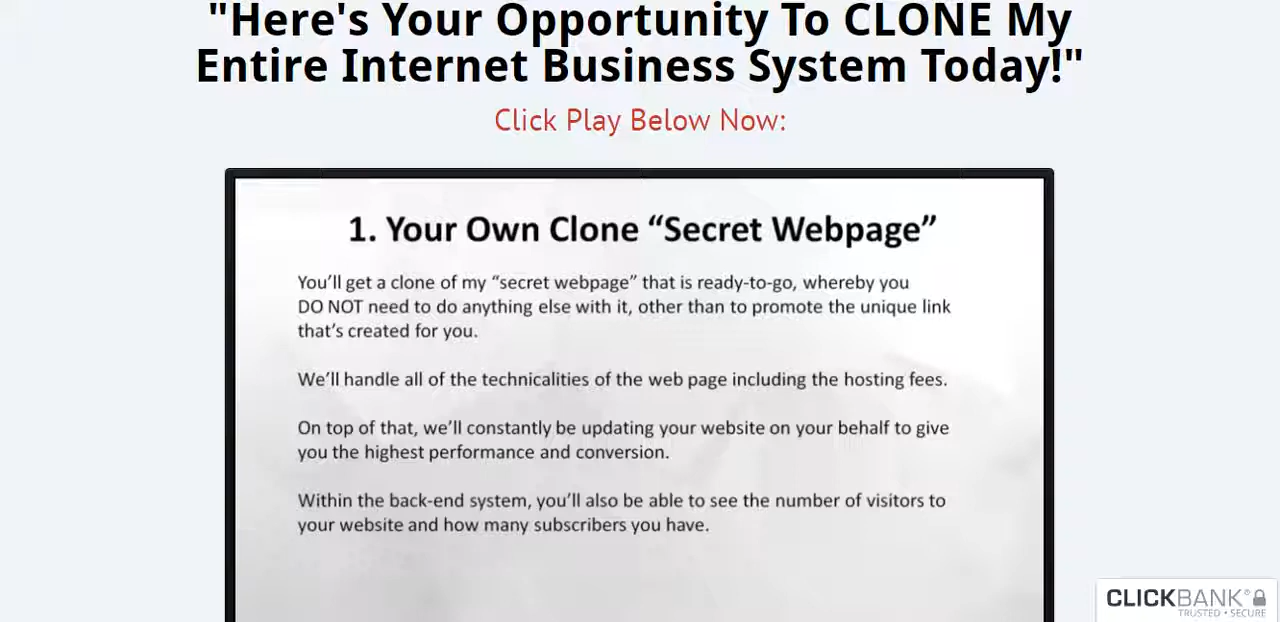 "Here's Your Opportunity To CLONE My
Entire Internet Business System Today!"
Click Play Below Now:
1. Your Own Clone “Secret Webpage”
You’ll get a clone of my “secret webpage” that is ready-to-go, whereby you
DO NOT need to do anything else with it, other than to promote the unique link
that’s created for you.
We’ll handle all of the technicalities of the web page including the hosting fees.
On top of that, we’ll constantly be updating your website on your behalf to give
you the highest performance and conversion.
Within the back-end system, you’ll also be able to see the number of visitors to
your website and how many subscribers you have.
CLICKBANK®
TRUSTED • SECURE